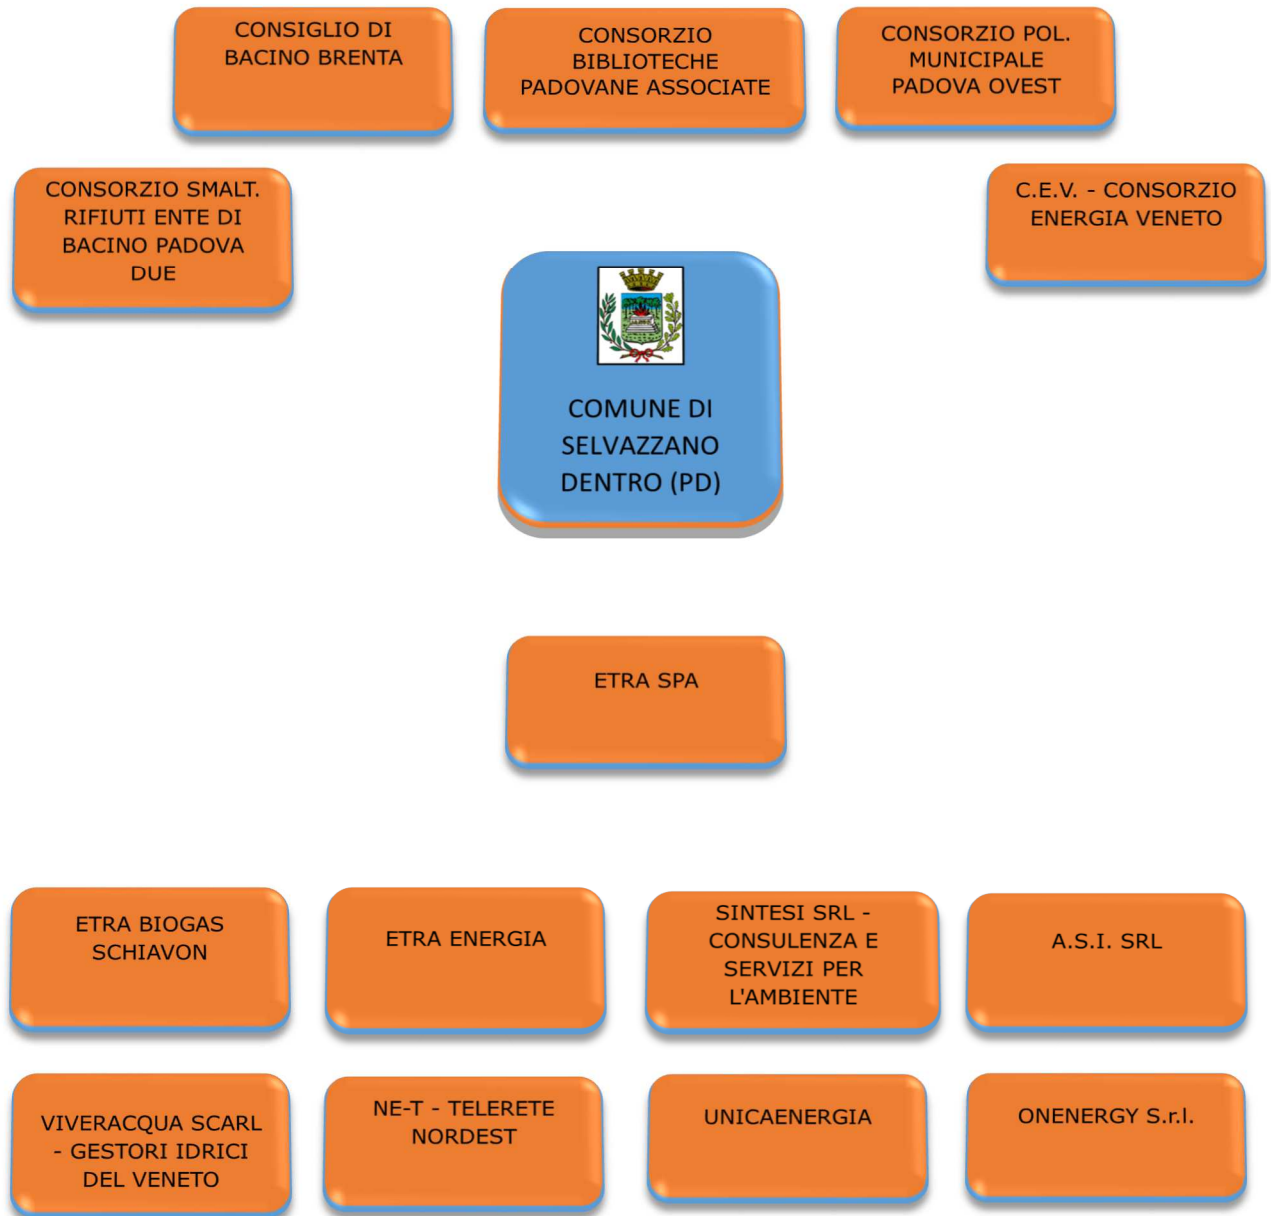 CONSIGLIO DI
BACINO BRENTA
CONSORZIO
BIBLIOTECHE
PADOVANE ASSOCIATE
CONSORZIO POL.
MUNICIPALE
PADOVA OVEST
CONSORZIO SMALT.
RIFIUTI ENTE DI
BACINO PADOVA
DUE
C.E.V. - CONSORZIO
ENERGIA VENETO
COMUNE DI
SELVAZZANO
DENTRO (PD)
ETRA SPA
ETRA BIOGAS
SCHIAVON
ETRA ENERGIA
SINTESI SRL -
CONSULENZA E
SERVIZI PER
L'AMBIENTE
A.S.I. SRL
VIVERACQUA SCARL
- GESTORI IDRICI
DEL VENETO
NE-T - TELERETE
NORDEST
UNICAENERGIA
ONENERGY S.r.l.